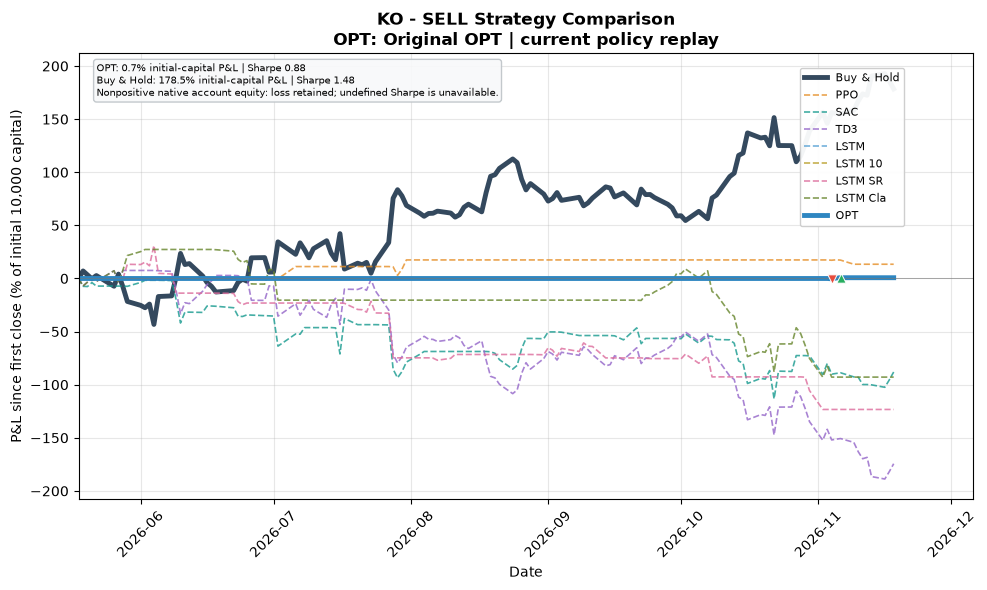 KO - SELL Strategy Comparison
OPT: Original OPT | current policy replay
OPT: 0.7% initial-capital P&L | Sharpe 0.88
Buy & Hold: 178.5% initial-capital P&L | Sharpe 1.48
Nonpositive native account equity: loss retained; undefined Sharpe is unavailable.
Buy & Hold
PPO
SAC
TD3
LSTM
LSTM 10
LSTM SR
LSTM Cla
OPT
P&L since first close (% of initial 10,000 capital)
200
150
100
50
0
−50
−100
−150
−200
2026-06
2026-07
2026-08
2026-09
2026-10
2026-11
2026-12
Date